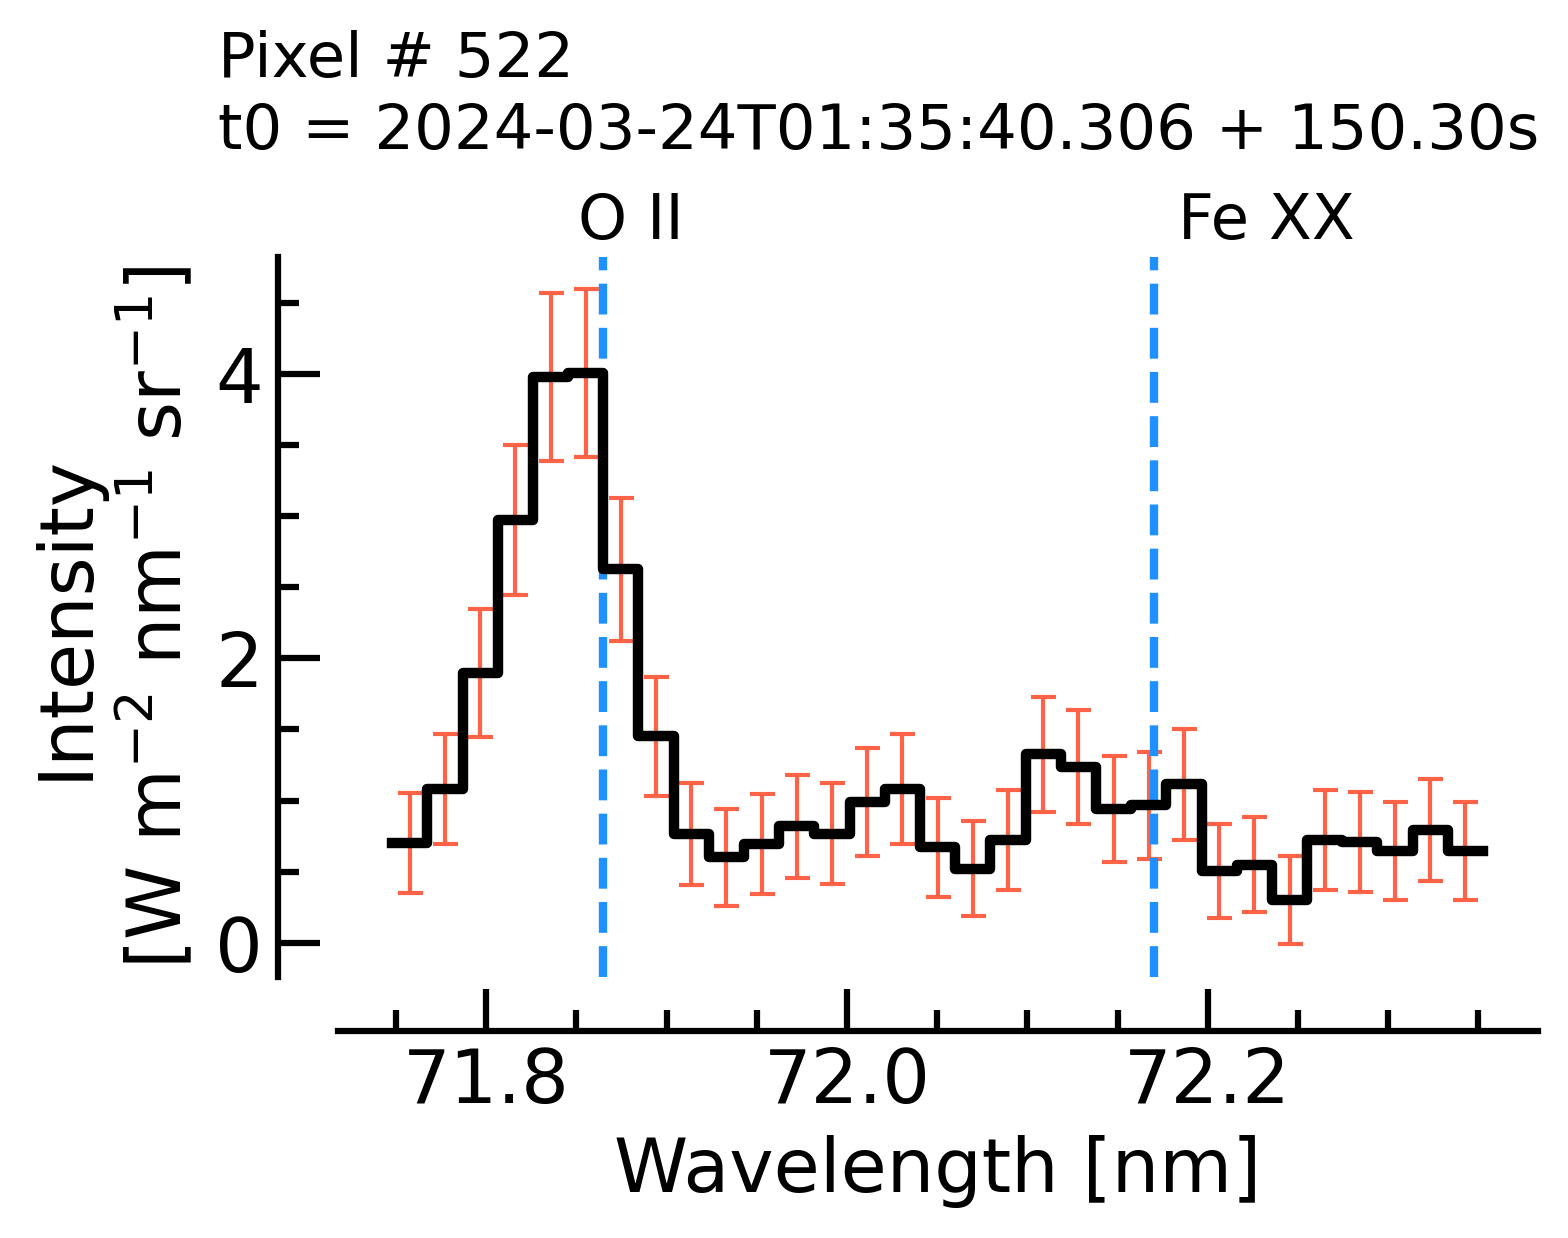 Pixel # 522
t0 = 2024-03-24T01:35:40.306 + 150.30s
O II
Fe XX
Intensity
[W m⁻² nm⁻¹ sr⁻¹]
4
2
0
71.8
72.0
72.2
Wavelength [nm]